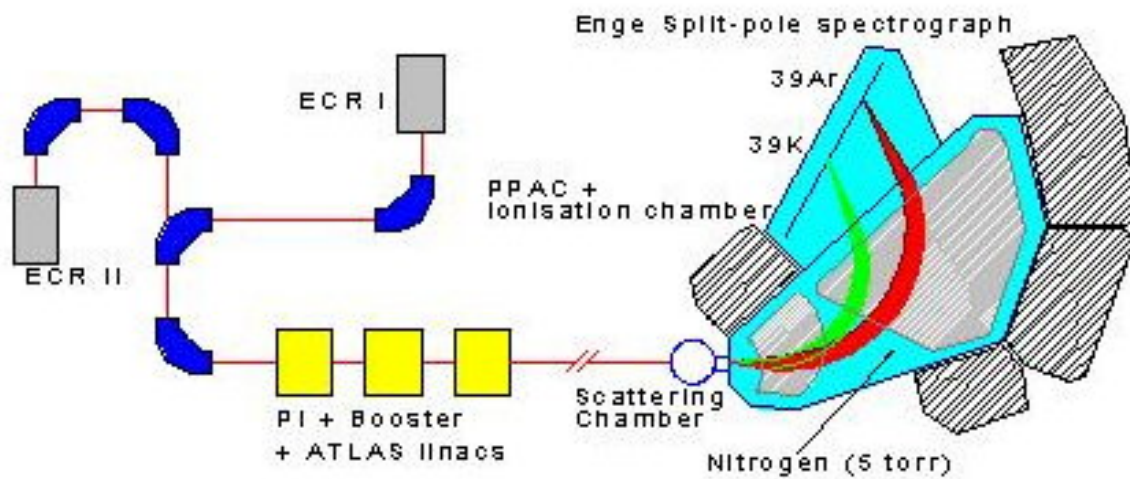 Enge Split-pole spectrograph
39Ar
ECR I
39K
PPAC +
Ionisation chamber
ECR II
PI + Booster
+ ATLAS linacs
Scattering
Chamber
Nitrogen (5 torr)